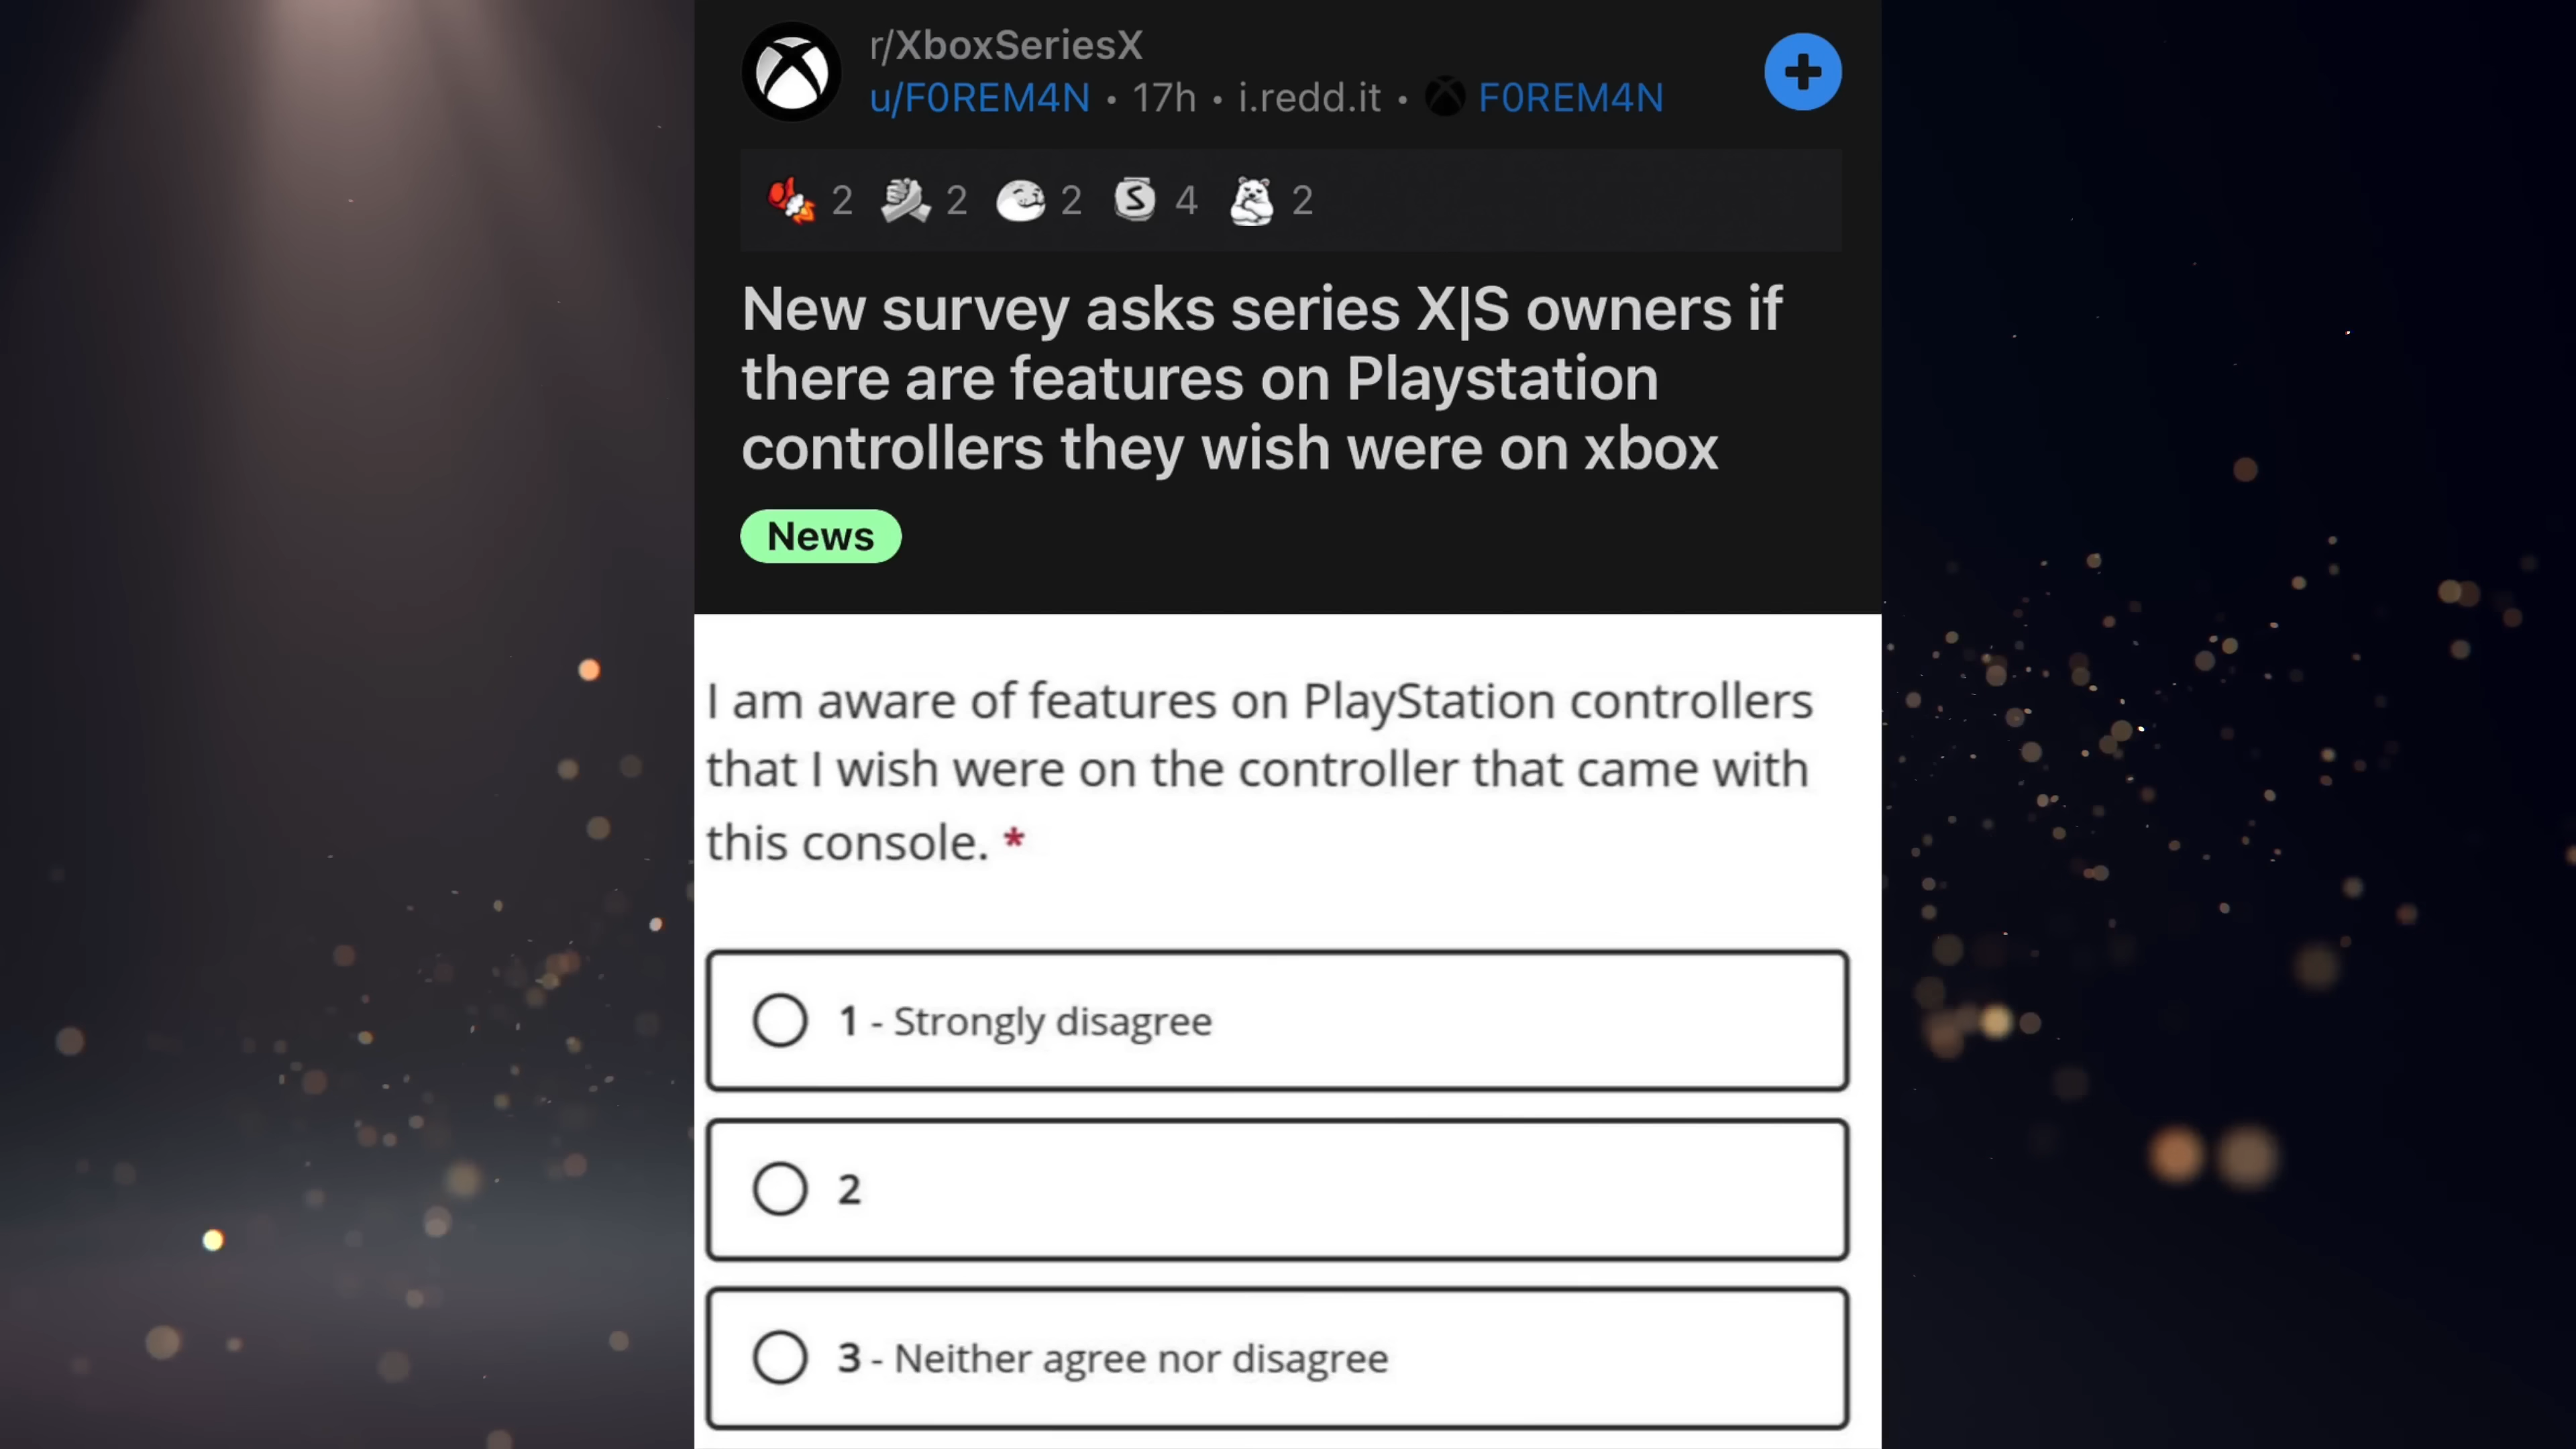 r/XboxSeriesX
u/F0REM4N • 17h • i.redd.it • F0REM4N
2 2 2 S 4 2
New survey asks series X|S owners if
there are features on Playstation
controllers they wish were on xbox
News
I am aware of features on PlayStation controllers
that I wish were on the controller that came with
this console. *
1 - Strongly disagree
2
3 - Neither agree nor disagree